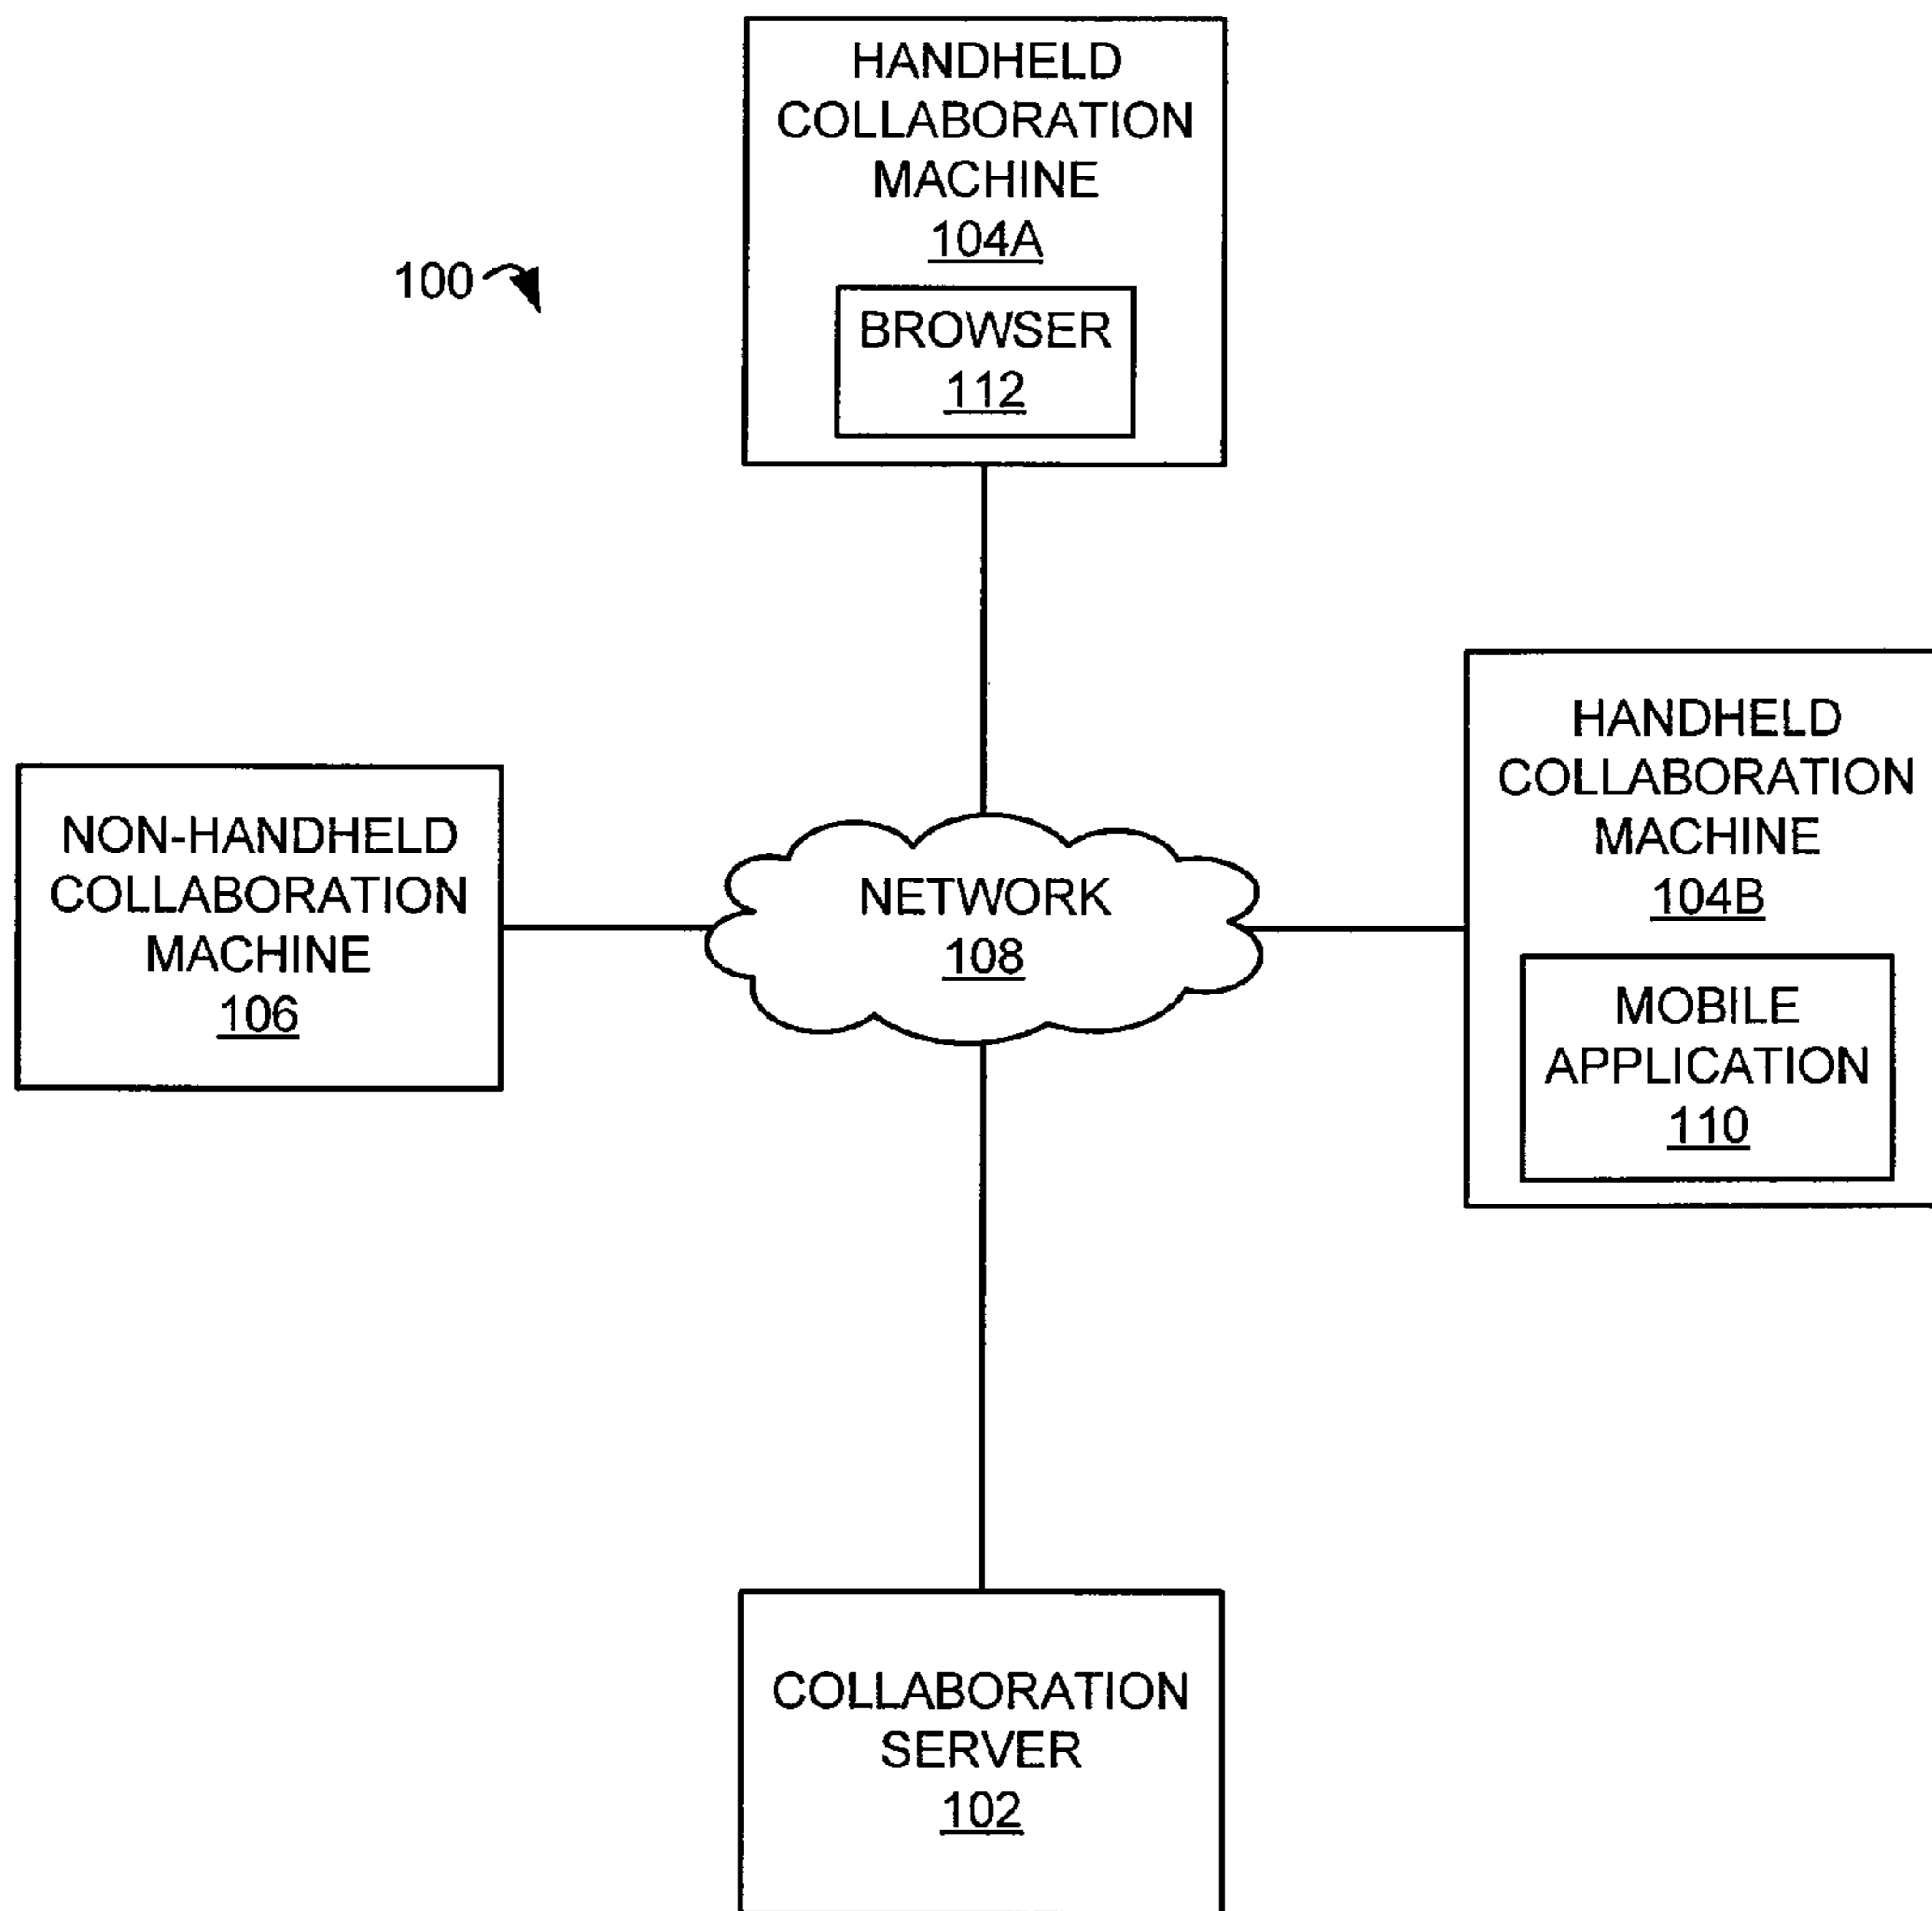 HANDHELD
COLLABORATION
MACHINE
104A
BROWSER
112
100
HANDHELD
COLLABORATION
MACHINE
104B
MOBILE
APPLICATION
110
NON-HANDHELD
COLLABORATION
MACHINE
106
NETWORK
108
COLLABORATION
SERVER
102